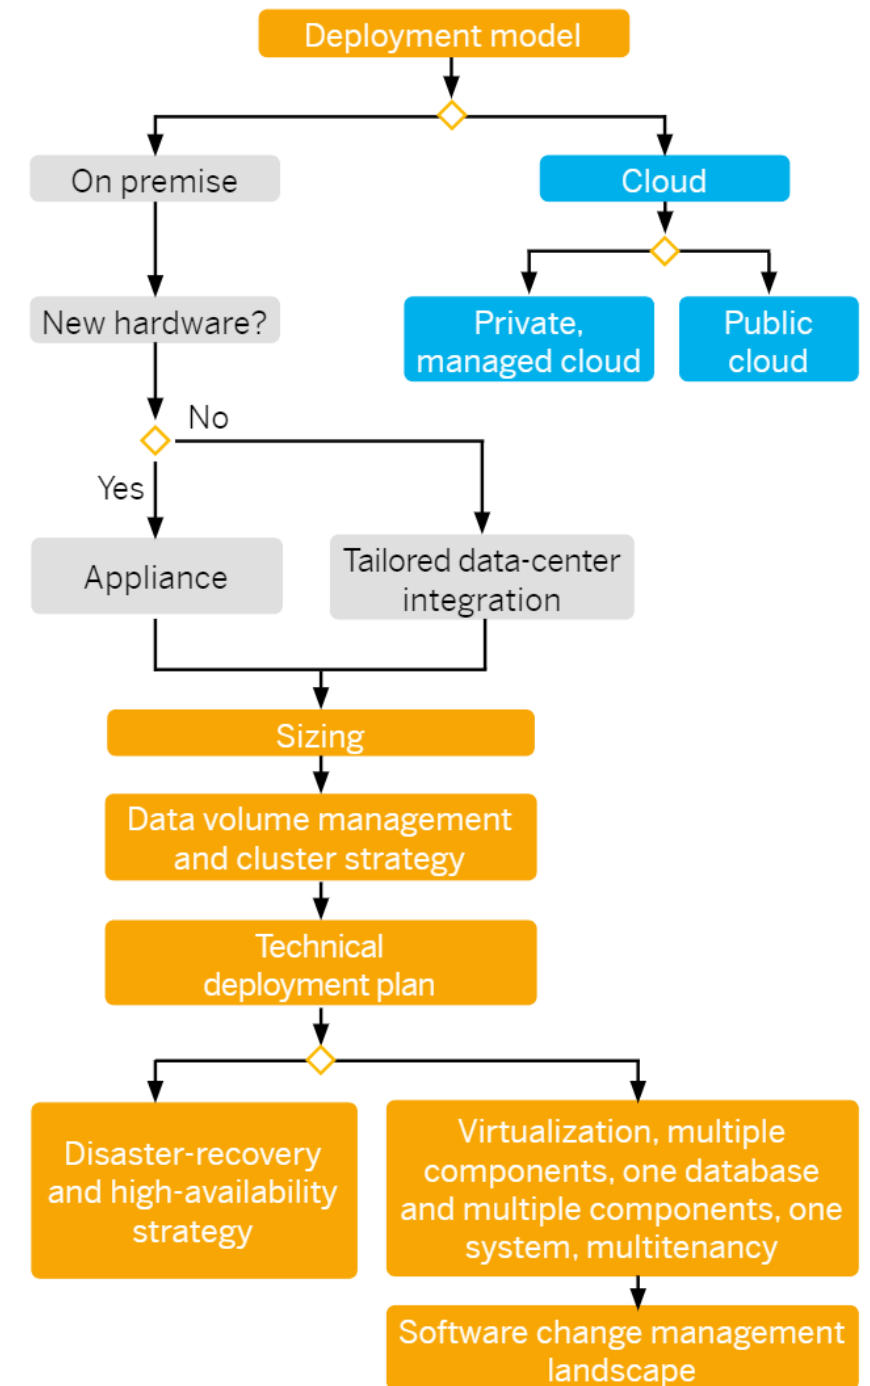 Deployment model
On premise
Cloud
New hardware?
Private,
managed cloud
Public
cloud
No
Yes
Appliance
Tailored data-center
integration
Sizing
Data volume management
and cluster strategy
Technical
deployment plan
Disaster-recovery
and high-availability
strategy
Virtualization, multiple
components, one database
and multiple components, one
system, multitenancy
Software change management
landscape